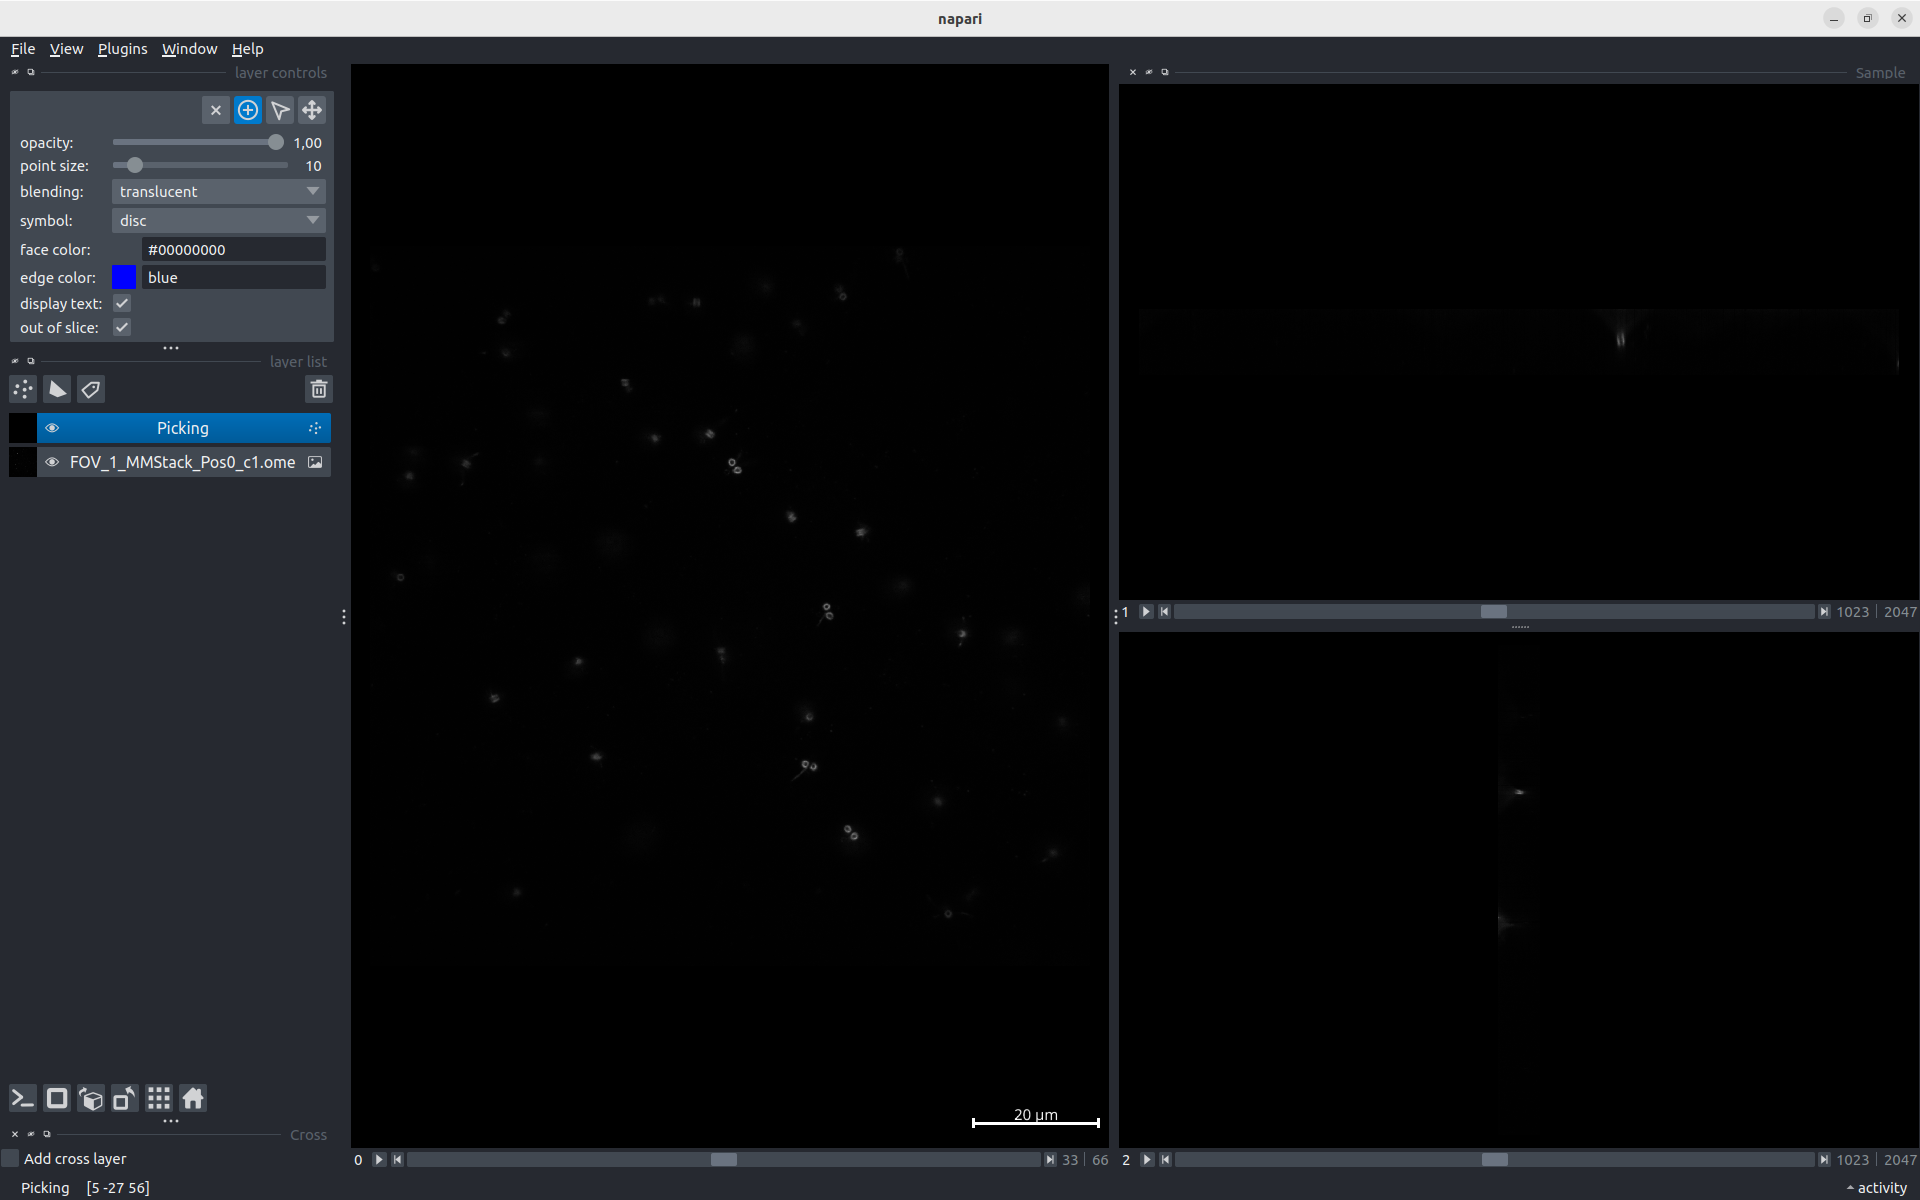 napari
File View Plugins Window Help
layer controls
opacity: 1,00
point size: 10
blending: translucent
symbol: disc
face color: #00000000
edge color: blue
display text:
out of slice:
layer list
Picking
FOV_1_MMStack_Pos0_c1.ome
Cross
Add cross layer
Picking [5 -27 56]
20 µm
0 33 66
Sample
1 1023 2047
2 1023 2047
activity